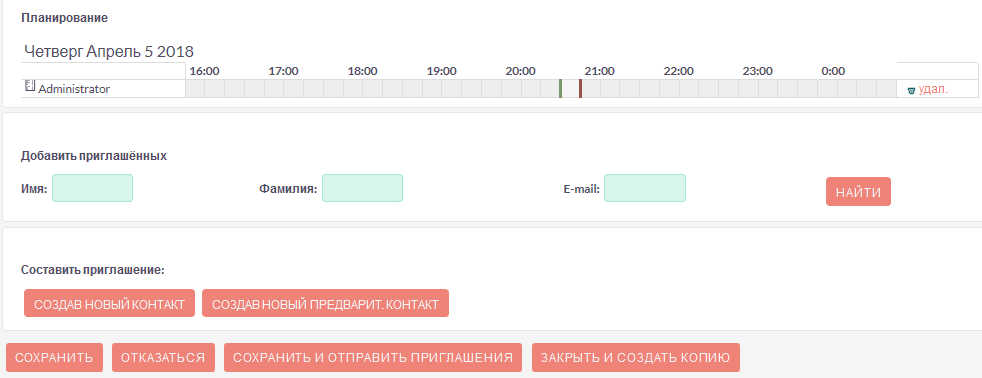 Планирование
Четверг Апрель 5 2018
16:00 17:00 18:00 19:00 20:00 21:00 22:00 23:00 0:00
Administrator удал.
Добавить приглашённых
Имя: Фамилия: E-mail: НАЙТИ
Составить приглашение:
СОЗДАВ НОВЫЙ КОНТАКТ СОЗДАВ НОВЫЙ ПРЕДВАРИТ. КОНТАКТ
СОХРАНИТЬ ОТКАЗАТЬСЯ СОХРАНИТЬ И ОТПРАВИТЬ ПРИГЛАШЕНИЯ ЗАКРЫТЬ И СОЗДАТЬ КОПИЮ